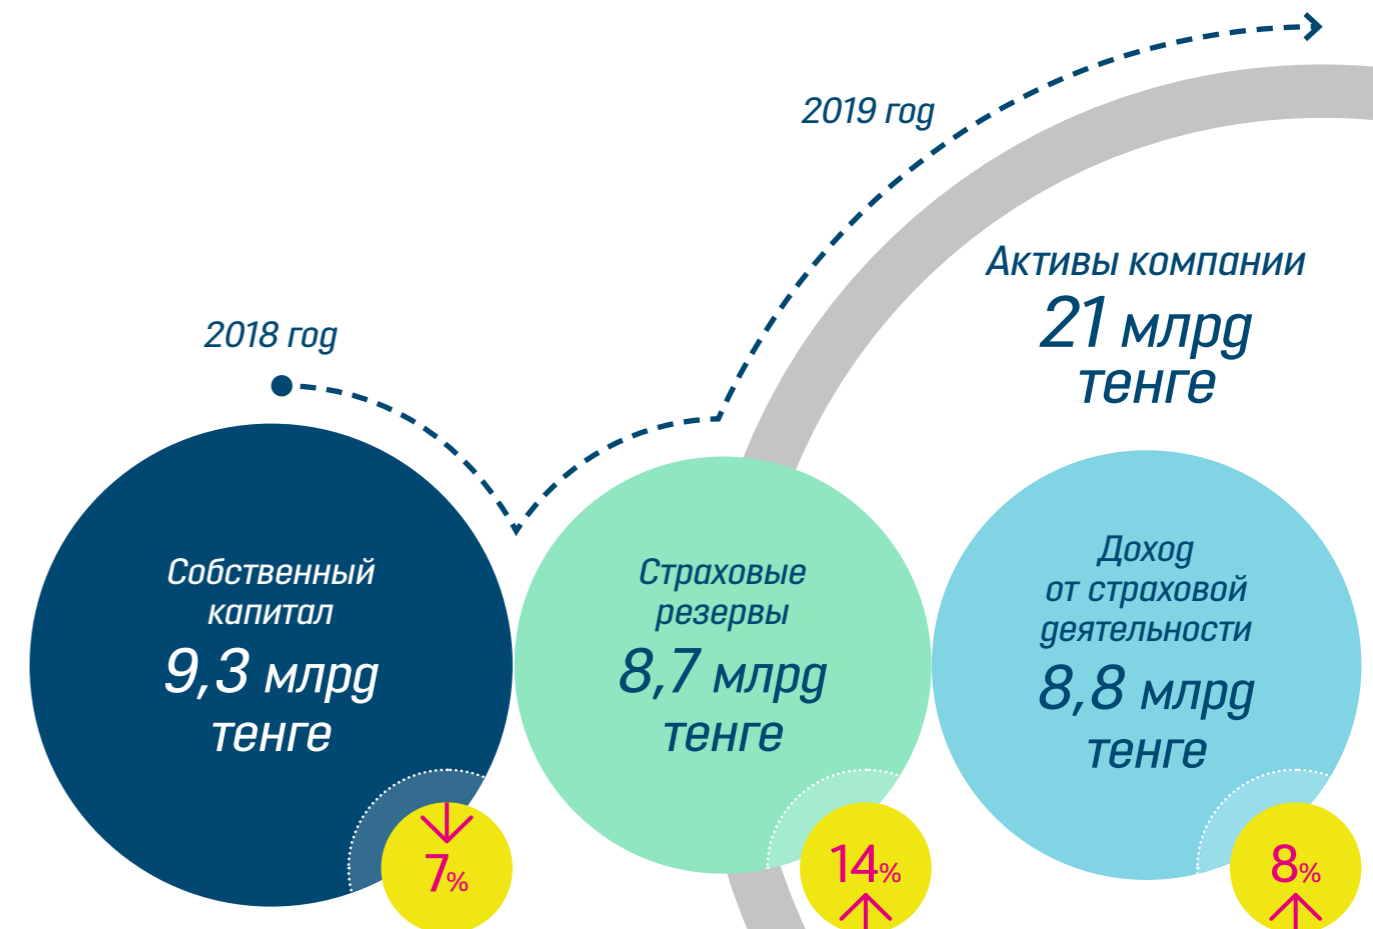 2019 год
Активы компании
21 млрд
тенге
2018 год
Собственный
капитал
9,3 млрд
тенге
7%
Страховые
резервы
8,7 млрд
тенге
14%
Доход
от страховой
деятельности
8,8 млрд
тенге
8%